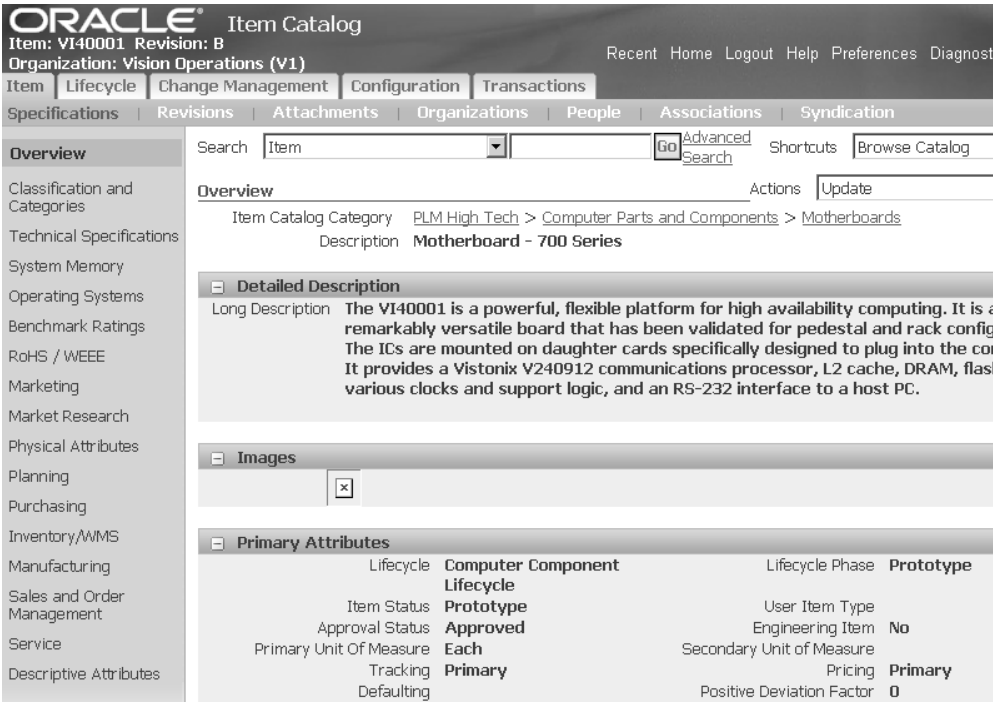 ORACLE® Item Catalog
Item: VI40001 Revision: B
Organization: Vision Operations (V1)
Recent Home Logout Help Preferences Diagnost
Item Lifecycle Change Management Configuration Transactions
Specifications | Revisions | Attachments | Organizations | People | Associations | Syndication
Overview
Classification and
Categories
Technical Specifications
System Memory
Operating Systems
Benchmark Ratings
RoHS / WEEE
Marketing
Market Research
Physical Attributes
Planning
Purchasing
Inventory/WMS
Manufacturing
Sales and Order
Management
Service
Descriptive Attributes
Search Item Go Advanced
Search
Shortcuts Browse Catalog
Overview
Actions Update
Item Catalog Category PLM High Tech > Computer Parts and Components > Motherboards
Description Motherboard - 700 Series
Detailed Description
Long Description The VI40001 is a powerful, flexible platform for high availability computing. It is a
remarkably versatile board that has been validated for pedestal and rack config
The ICs are mounted on daughter cards specifically designed to plug into the co
It provides a Vistonix V240912 communications processor, L2 cache, DRAM, flas
various clocks and support logic, and an RS-232 interface to a host PC.
Images
Primary Attributes
Lifecycle Computer Component
Lifecycle
Lifecycle Phase Prototype
Item Status Prototype
User Item Type
Approval Status Approved
Engineering Item No
Primary Unit Of Measure Each
Secondary Unit of Measure
Tracking Primary
Pricing Primary
Defaulting
Positive Deviation Factor 0